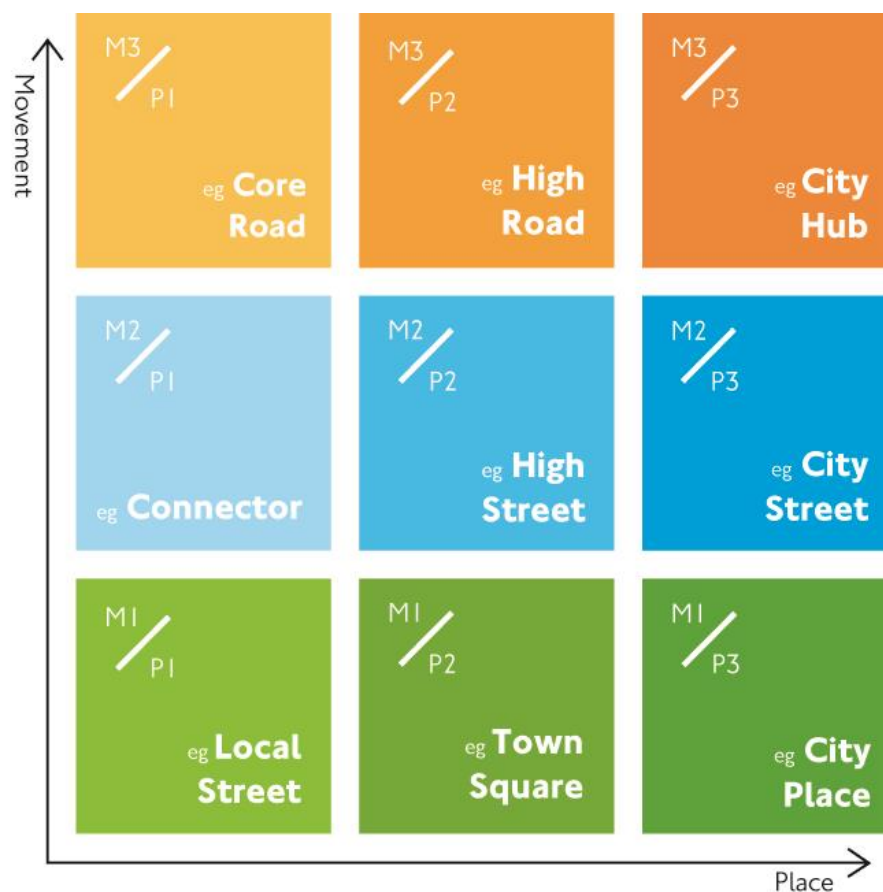 Movement
M3
P1
eg Core
Road
M3
P2
eg High
Road
M3
P3
eg City
Hub
M2
P1
eg Connector
M2
P2
eg High
Street
M2
P3
eg City
Street
M1
P1
eg Local
Street
M1
P2
eg Town
Square
M1
P3
eg City
Place
Place